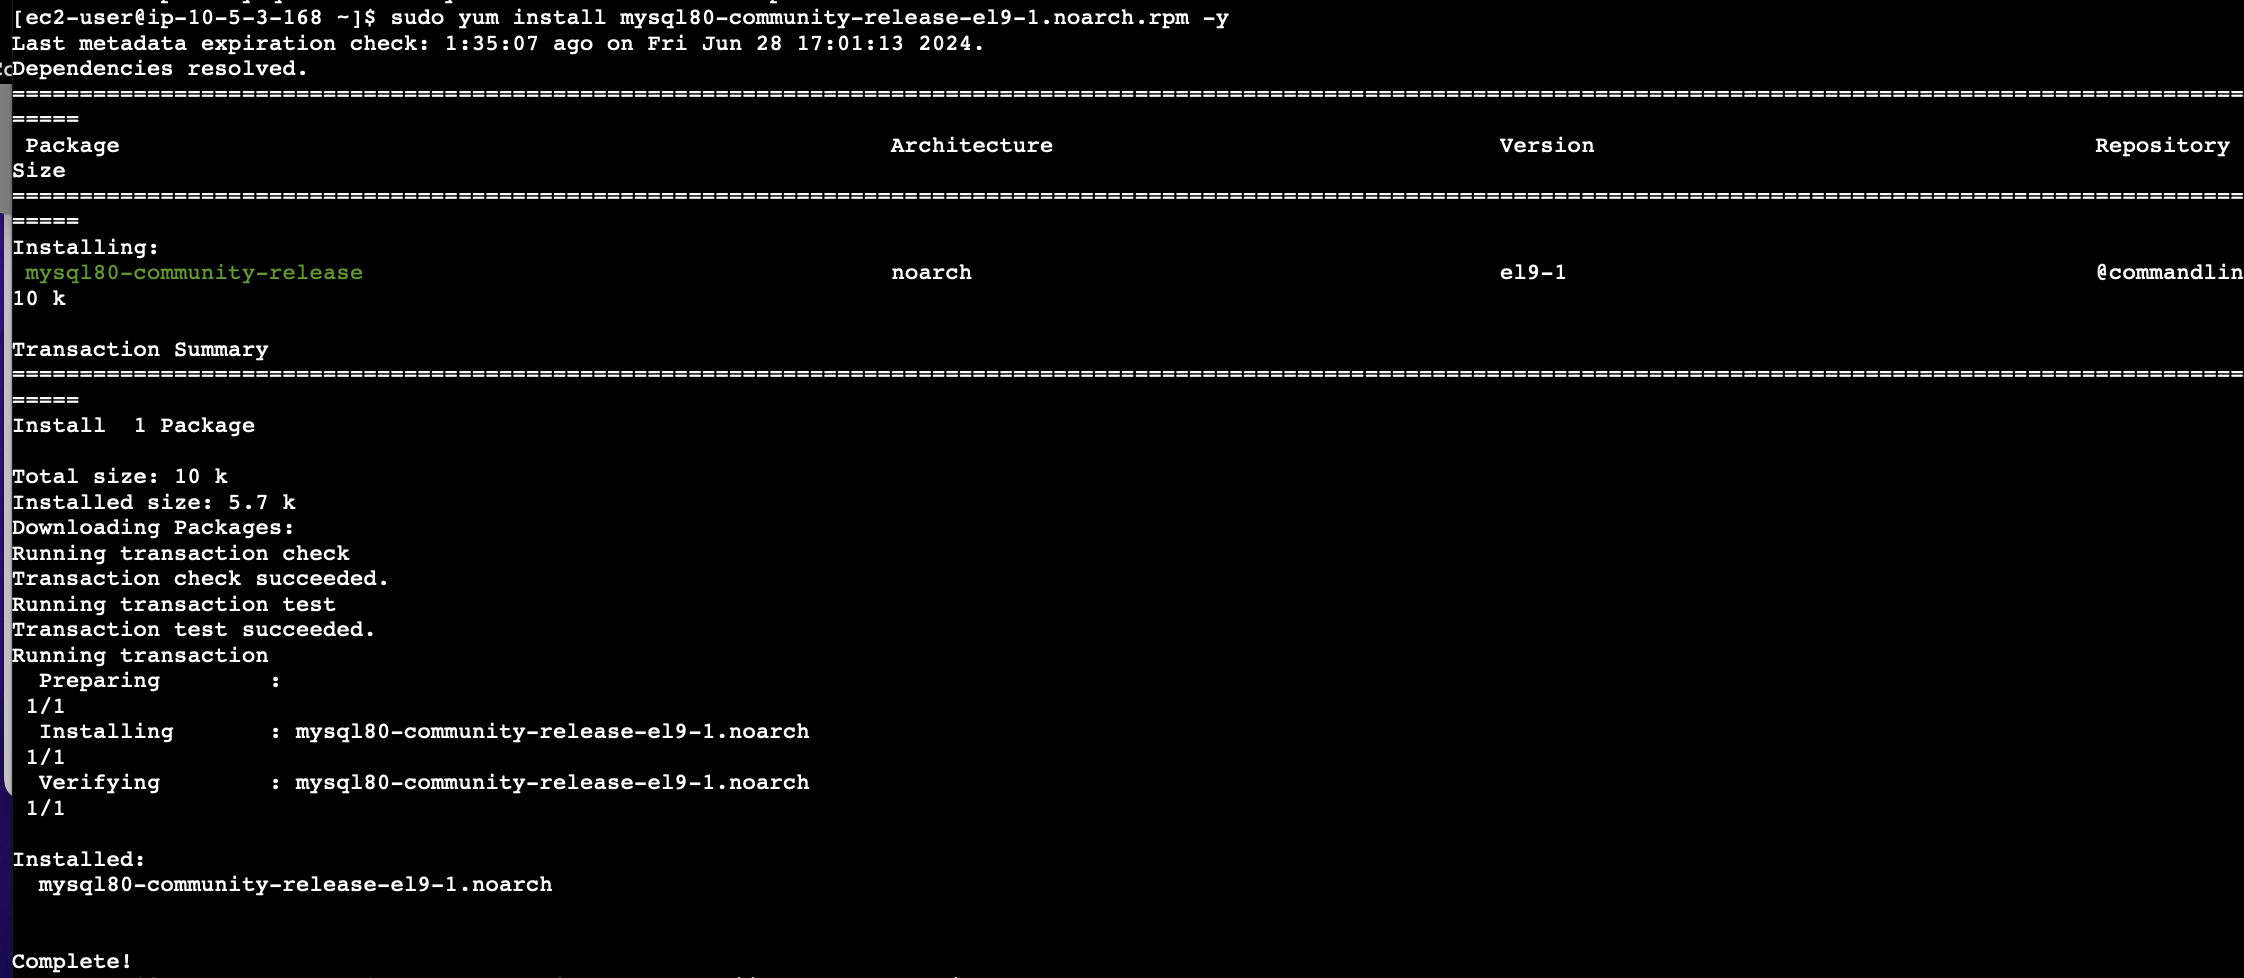 [ec2-user@ip-10-5-3-168 ~]$ sudo yum install mysql80-community-release-el9-1.noarch.rpm -y
Last metadata expiration check: 1:35:07 ago on Fri Jun 28 17:01:13 2024.
Dependencies resolved.
=====================================================================================================================================================================
=====
Package Architecture Version Repository
Size
=====================================================================================================================================================================
=====
Installing:
mysql80-community-release noarch el9-1 @commandlin
10 k

Transaction Summary
=====================================================================================================================================================================
=====
Install  1 Package

Total size: 10 k
Installed size: 5.7 k
Downloading Packages:
Running transaction check
Transaction check succeeded.
Running transaction test
Transaction test succeeded.
Running transaction
  Preparing        :
 1/1
  Installing       : mysql80-community-release-el9-1.noarch
 1/1
  Verifying        : mysql80-community-release-el9-1.noarch
 1/1

Installed:
  mysql80-community-release-el9-1.noarch

Complete!